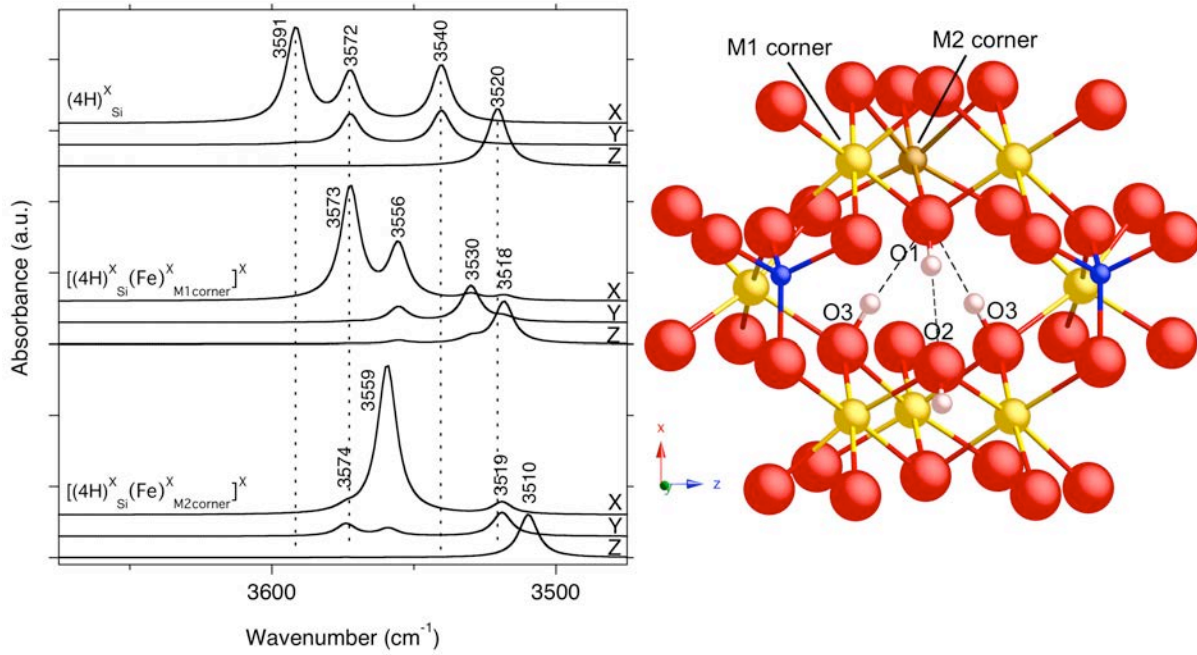 Absorbance (a.u.)
3591
3572
3540
3520
(4H)^X_Si
X
Y
Z
3573
3556
3530
3518
[(4H)^X_Si(Fe)^X_M1corner]^X
X
Y
Z
3574
3559
3519
3510
[(4H)^X_Si(Fe)^X_M2corner]^X
X
Y
Z
3600
3500
Wavenumber (cm⁻¹)
M1 corner
M2 corner
O1
O3
O3
O2
x
y
z